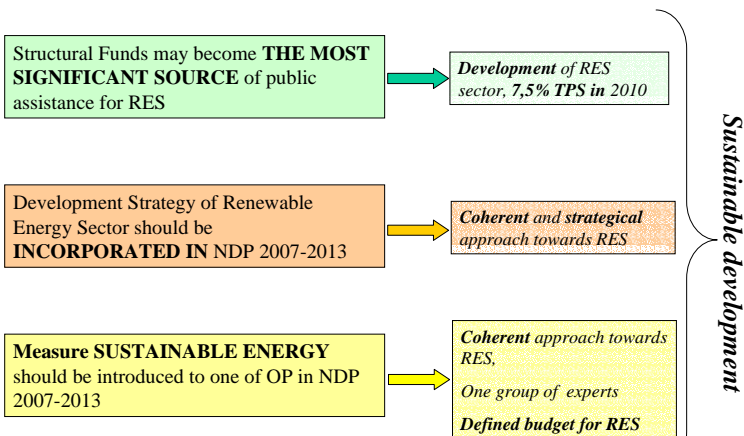 Structural Funds may become THE MOST
SIGNIFICANT SOURCE of public
assistance for RES
Development of RES
sector, 7,5% TPS in 2010
Development Strategy of Renewable
Energy Sector should be
INCORPORATED IN NDP 2007-2013
Coherent and strategical
approach towards RES
Measure SUSTAINABLE ENERGY
should be introduced to one of OP in NDP
2007-2013
Coherent approach towards
RES,
One group of experts
Defined budget for RES
Sustainable development